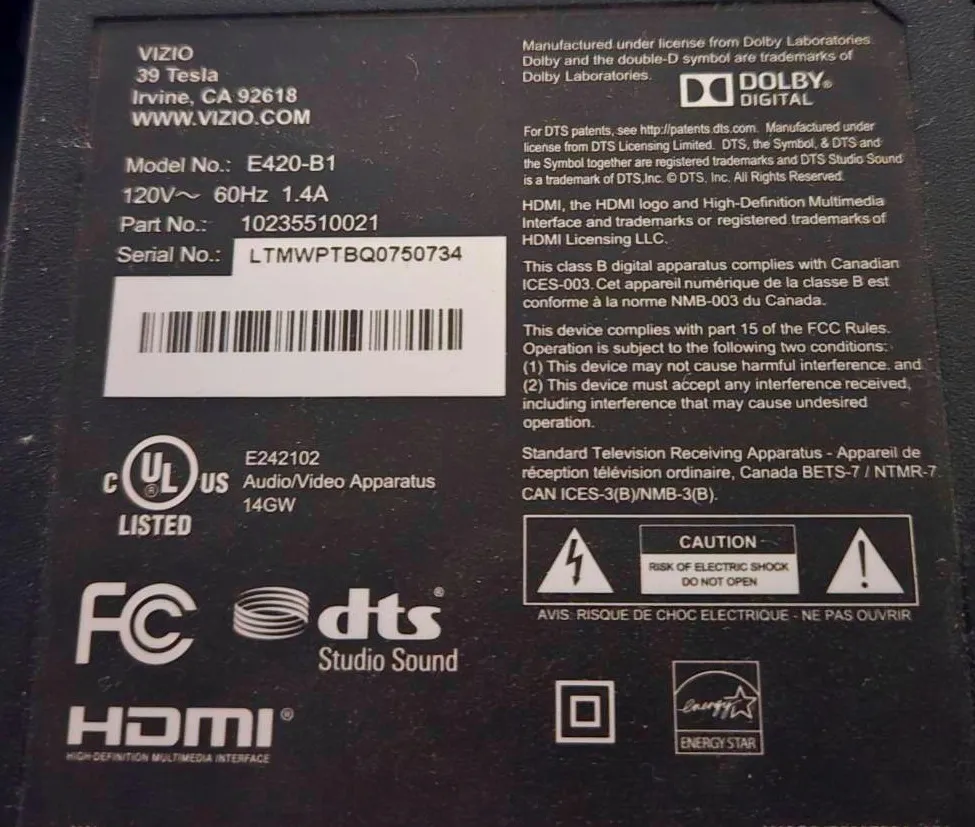 VIZIO
39 Tesla
Irvine, CA 92618
WWW.VIZIO.COM
Model No.: E420-B1
120V～ 60Hz 1.4A
Part No.: 10235510021
Serial No.: LTMWPTBQ0750734
C UL ® US
LISTED
E242102
Audio/Video Apparatus
14GW
FC
dts®
Studio Sound
HDMI®
HIGH-DEFINITION MULTIMEDIA INTERFACE
Manufactured under license from Dolby Laboratories.
Dolby and the double-D symbol are trademarks of
Dolby Laboratories.
DOLBY®
DIGITAL
For DTS patents, see http://patents.dts.com. Manufactured under
license from DTS Licensing Limited. DTS, the Symbol, & DTS and
the Symbol together are registered trademarks and DTS Studio Sound
is a trademark of DTS,Inc. © DTS, Inc. All Rights Reserved.
HDMI, the HDMI logo and High-Definition Multimedia
Interface and trademarks or registered trademarks of
HDMI Licensing LLC.
This class B digital apparatus complies with Canadian
ICES-003. Cet appareil numérique de la classe B est
conforme à la norme NMB-003 du Canada.
This device complies with part 15 of the FCC Rules.
Operation is subject to the following two conditions:
(1) This device may not cause harmful interference. and
(2) This device must accept any interference received,
including interference that may cause undesired
operation.
Standard Television Receiving Apparatus - Appareil de
réception télévision ordinaire, Canada BETS-7 / NTMR-7
CAN ICES-3(B)/NMB-3(B).
CAUTION
RISK OF ELECTRIC SHOCK
DO NOT OPEN
AVIS: RISQUE DE CHOC ELECTRIQUE - NE PAS OUVRIR
energy
ENERGY STAR